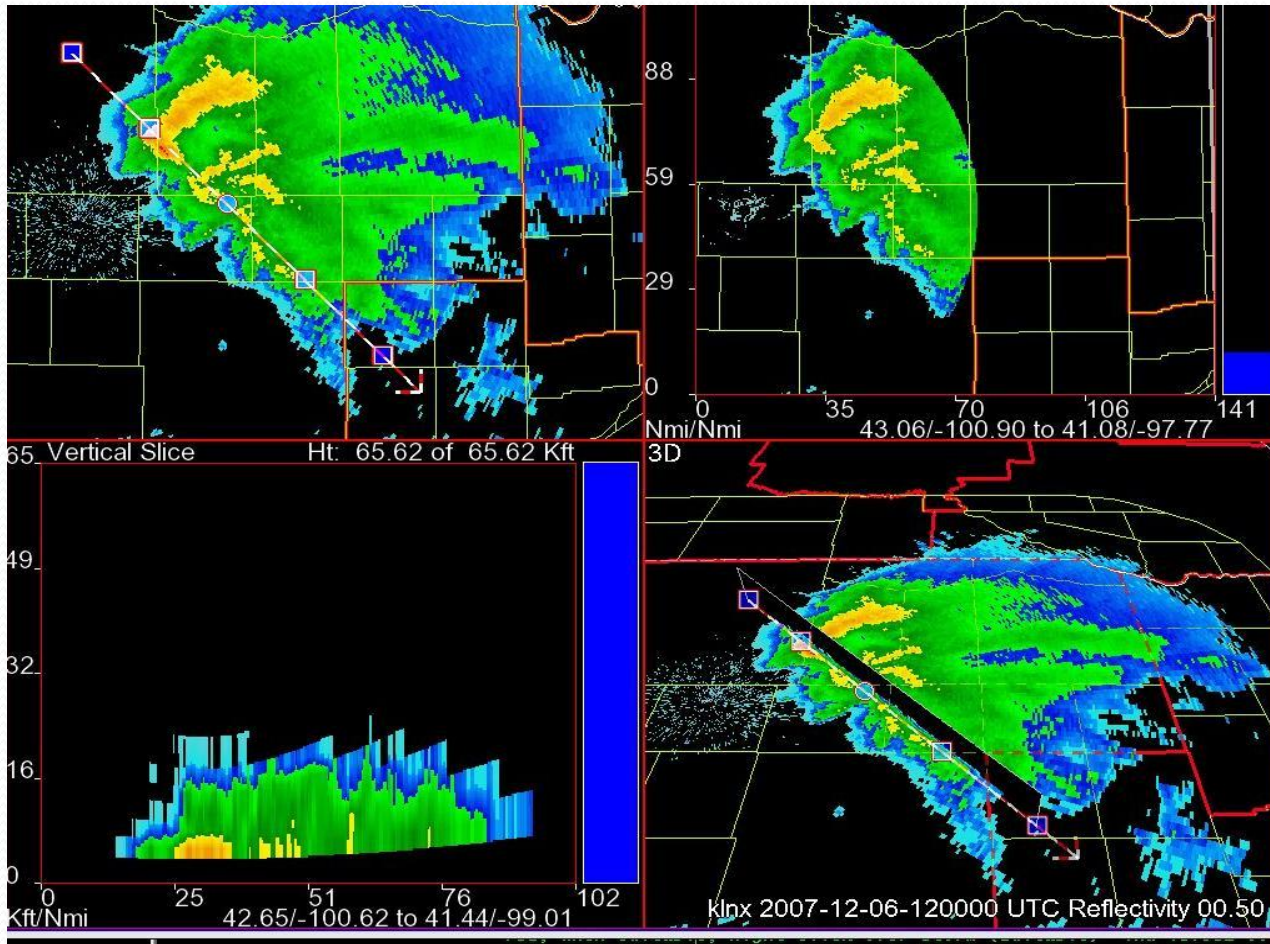 88
59
29
0
0 35 70 106 141
Nmi/Nmi 43.06/-100.90 to 41.08/-97.77
65 Vertical Slice Ht: 65.62 of 65.62 Kft
3D
49
32
16
0
0 25 51 76 102
Kft/Nmi 42.65/-100.62 to 41.44/-99.01
klnx 2007-12-06-120000 UTC Reflectivity 00.50